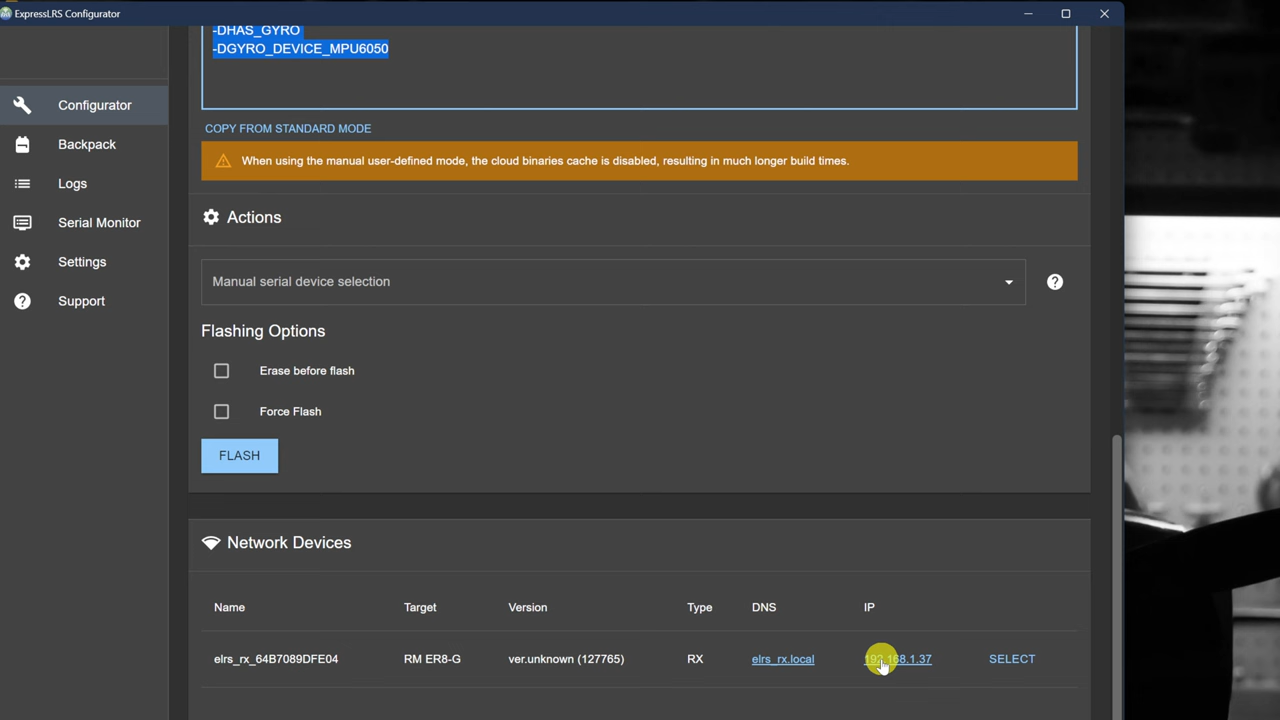 ExpressLRS Configurator
-DHAS_GYRO
-DGYRO_DEVICE_MPU6050
Configurator
Backpack
Logs
Serial Monitor
Settings
Support
COPY FROM STANDARD MODE
When using the manual user-defined mode, the cloud binaries cache is disabled, resulting in much longer build times.
Actions
Manual serial device selection
Flashing Options
Erase before flash
Force Flash
FLASH
Network Devices
Name Target Version Type DNS IP
elrs_rx_64B7089DFE04 RM ER8-G ver.unknown (127765) RX elrs_rx.local 192.168.1.37 SELECT